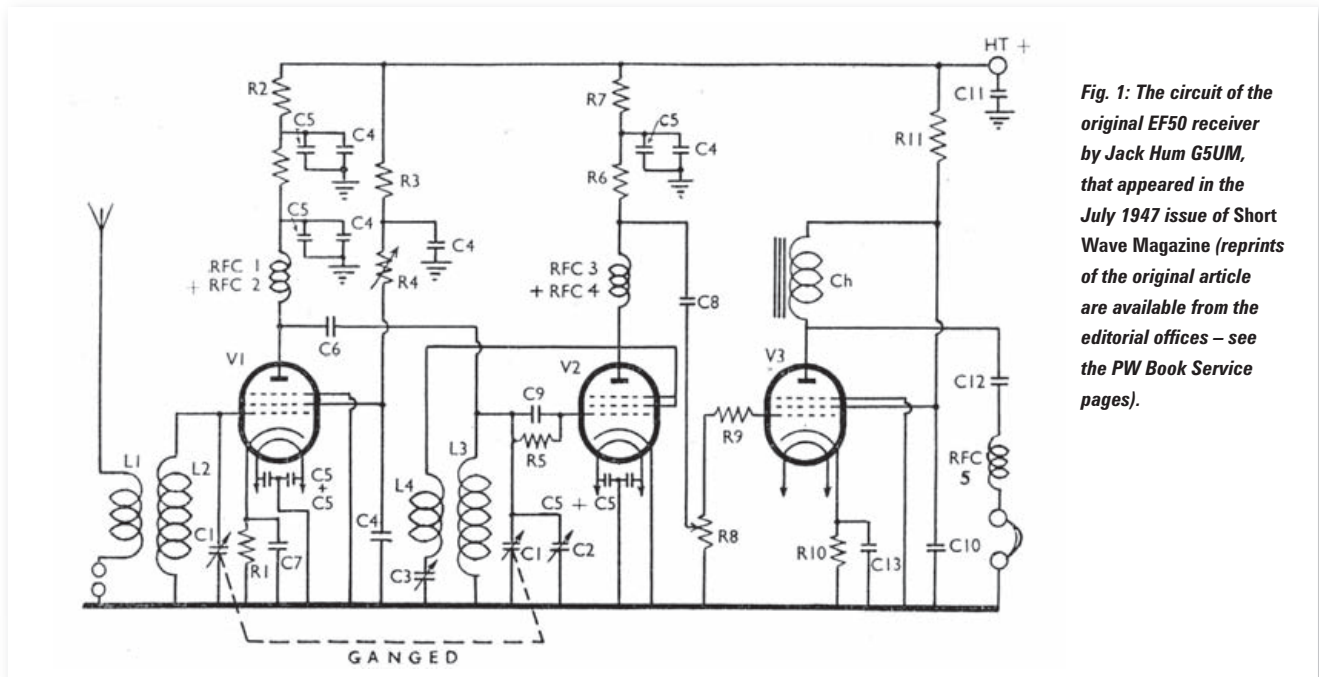 HT +
C11
R2
C5
C4
R7
C5
C4
R11
R3
R6
C5
C4
C4
RFC 1
+ RFC 2
R4
RFC 3
+ RFC 4
C8
Ch
C6
V1
V2
V3
C12
C9
R9
R5
RFC
5
L1
L2
C5
+
C5
L4
L3
C5 + C5
C1
C4
C1
C2
R8
R1
C7
C3
R10
C13
C10
GANGED
Fig. 1: The circuit of the
original EF50 receiver
by Jack Hum G5UM,
that appeared in the
July 1947 issue of Short
Wave Magazine (reprints
of the original article
are available from the
editorial offices – see
the PW Book Service
pages).